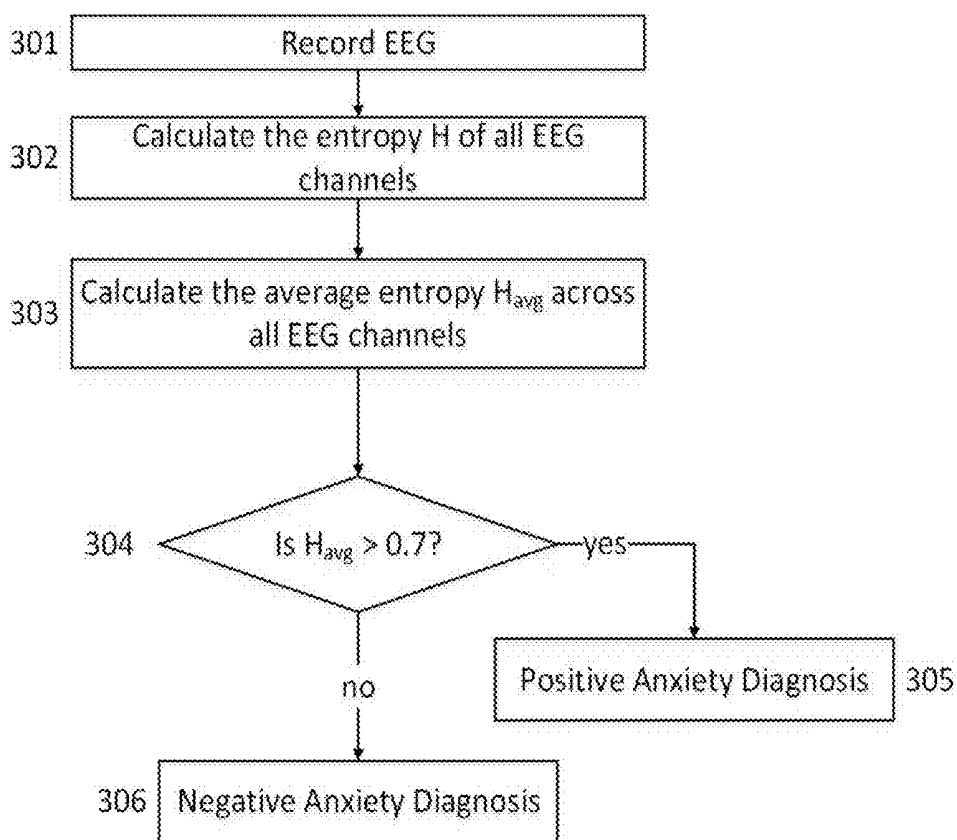 301
Record EEG
302
Calculate the entropy H of all EEG
channels
303
Calculate the average entropy Havg across
all EEG channels
304
Is Havg > 0.7?
yes
no
Positive Anxiety Diagnosis
305
306
Negative Anxiety Diagnosis